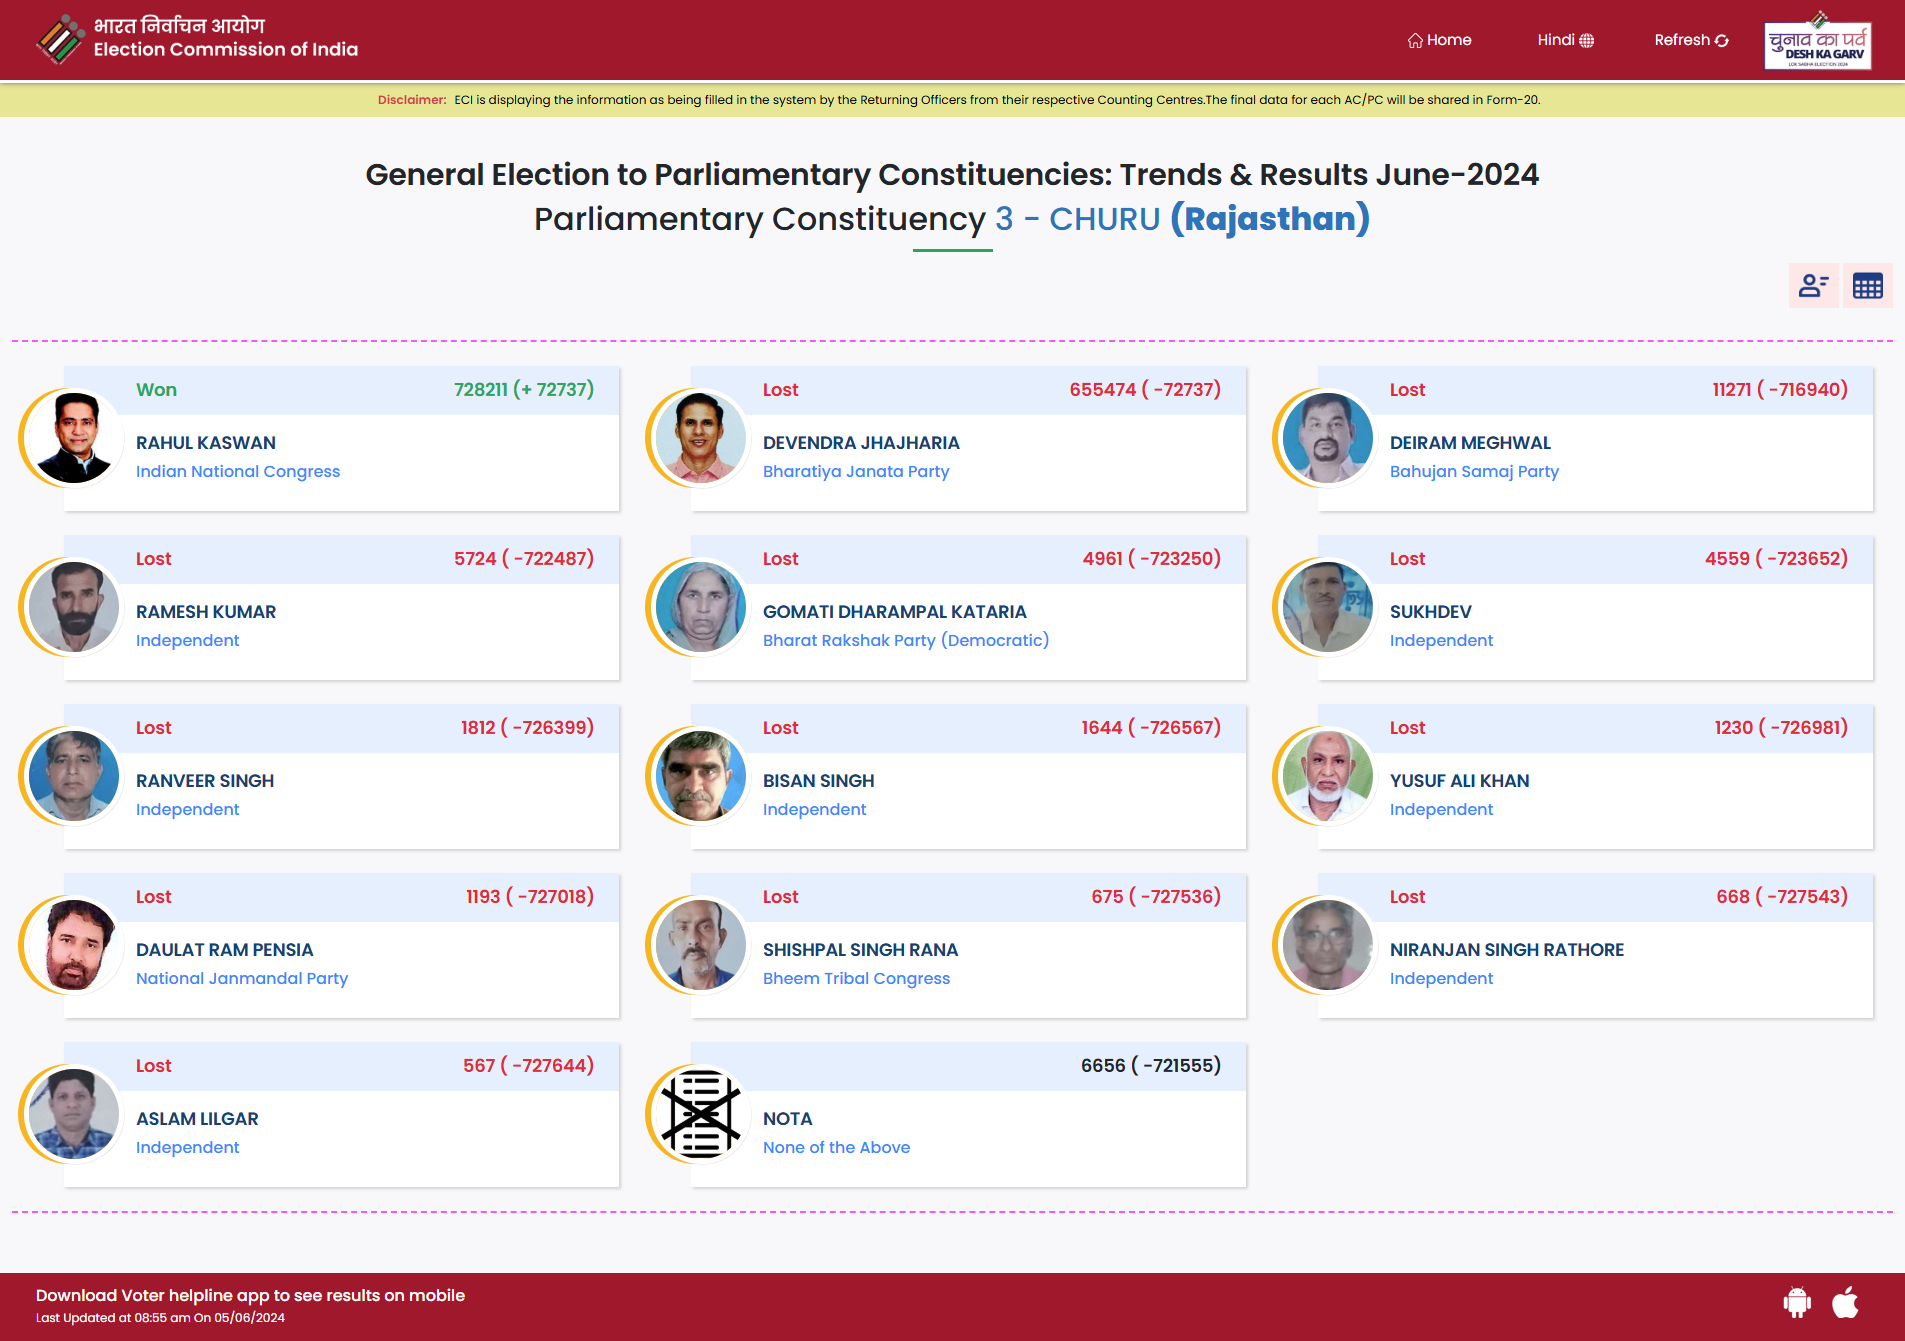 भारत निर्वाचन आयोग
Election Commission of India
Home
Hindi
Refresh
चुनाव का पर्व
DESH KA GARV
LOK SABHA ELECTION 2024
Disclaimer: ECI is displaying the information as being filled in the system by the Returning Officers from their respective Counting Centres.The final data for each AC/PC will be shared in Form-20.
General Election to Parliamentary Constituencies: Trends & Results June-2024
Parliamentary Constituency 3 - CHURU (Rajasthan)
Won 728211 (+ 72737)
RAHUL KASWAN
Indian National Congress
Lost 655474 ( -72737)
DEVENDRA JHAJHARIA
Bharatiya Janata Party
Lost 11271 ( -716940)
DEIRAM MEGHWAL
Bahujan Samaj Party
Lost 5724 ( -722487)
RAMESH KUMAR
Independent
Lost 4961 ( -723250)
GOMATI DHARAMPAL KATARIA
Bharat Rakshak Party (Democratic)
Lost 4559 ( -723652)
SUKHDEV
Independent
Lost 1812 ( -726399)
RANVEER SINGH
Independent
Lost 1644 ( -726567)
BISAN SINGH
Independent
Lost 1230 ( -726981)
YUSUF ALI KHAN
Independent
Lost 1193 ( -727018)
DAULAT RAM PENSIA
National Janmandal Party
Lost 675 ( -727536)
SHISHPAL SINGH RANA
Bheem Tribal Congress
Lost 668 ( -727543)
NIRANJAN SINGH RATHORE
Independent
Lost 567 ( -727644)
ASLAM LILGAR
Independent
6656 ( -721555)
NOTA
None of the Above
Download Voter helpline app to see results on mobile
Last Updated at 08:55 am On 05/06/2024